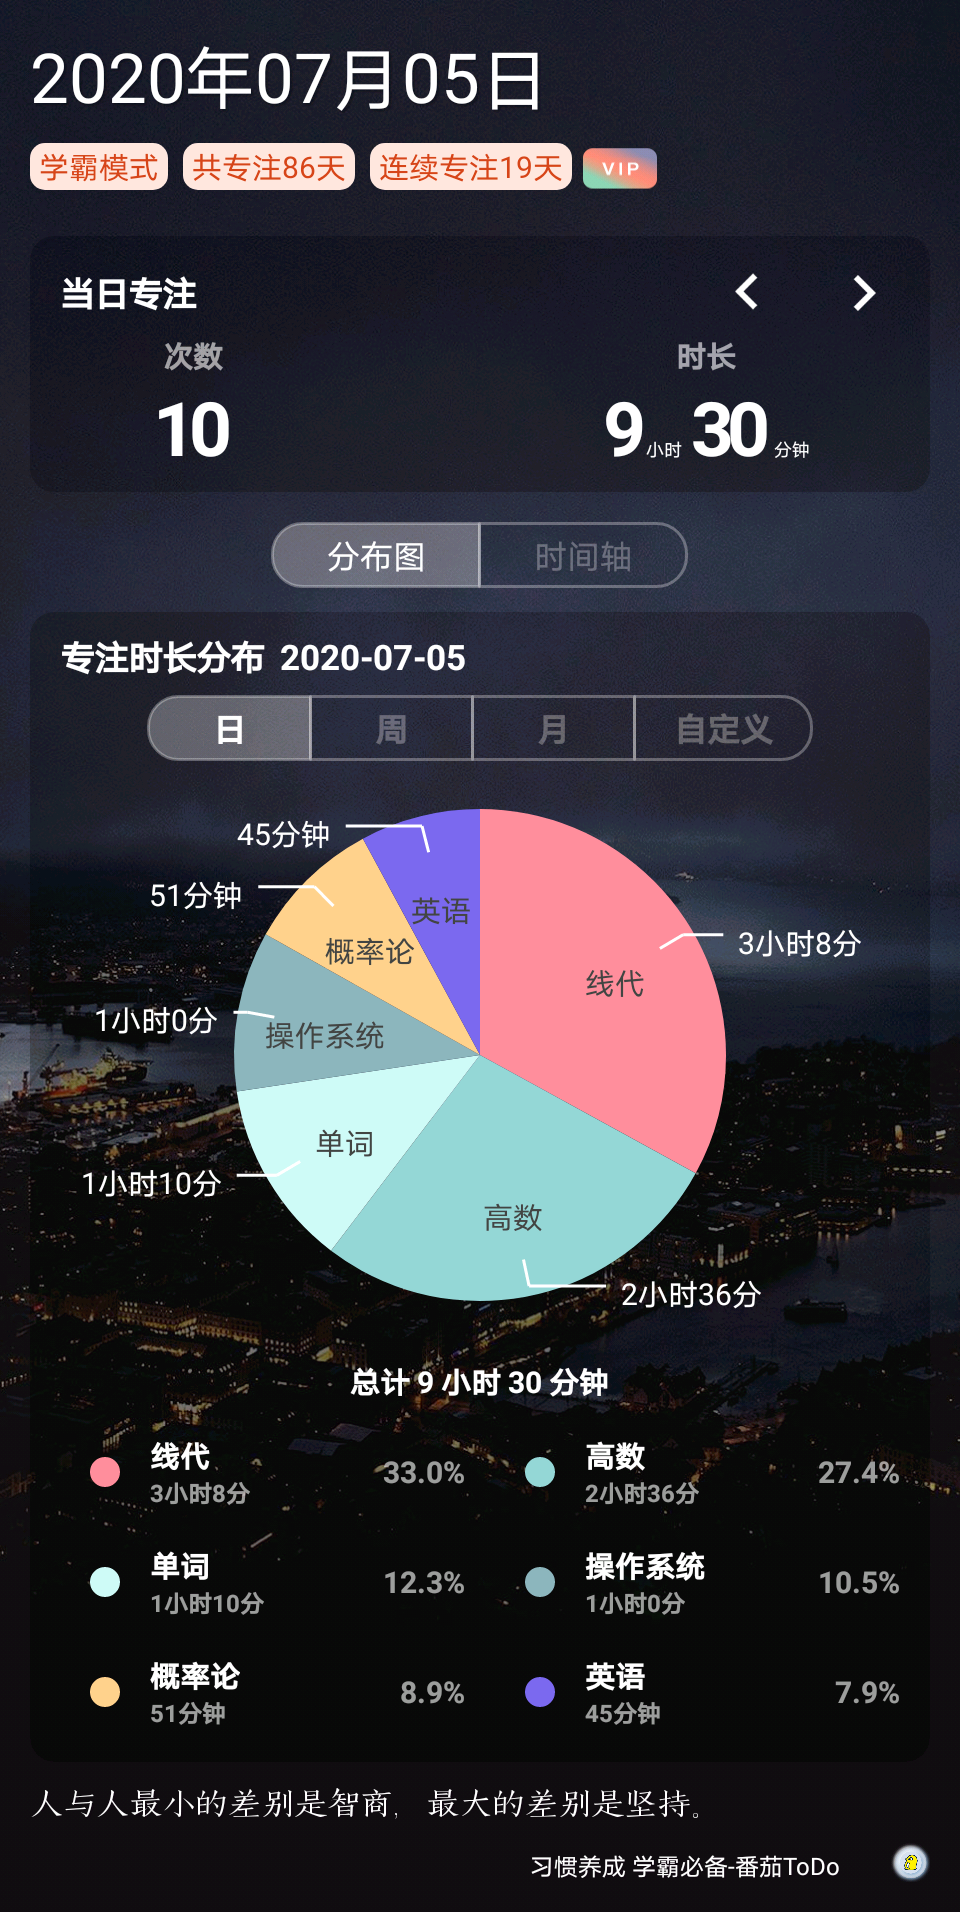 2020年07月05日
学霸模式 共专注86天 连续专注19天 VIP
当日专注
次数 时长
10 9小时 30分钟
分布图 时间轴
专注时长分布 2020-07-05
日 周 月 自定义
45分钟
51分钟
英语
3小时8分
概率论
线代
1小时0分
操作系统
单词
1小时10分
高数
2小时36分
总计 9 小时 30 分钟
线代 33.0% 高数 27.4%
3小时8分 2小时36分
单词 12.3% 操作系统 10.5%
1小时10分 1小时0分
概率论 8.9% 英语 7.9%
51分钟 45分钟
人与人最小的差别是智商，最大的差别是坚持。
习惯养成 学霸必备-番茄ToDo